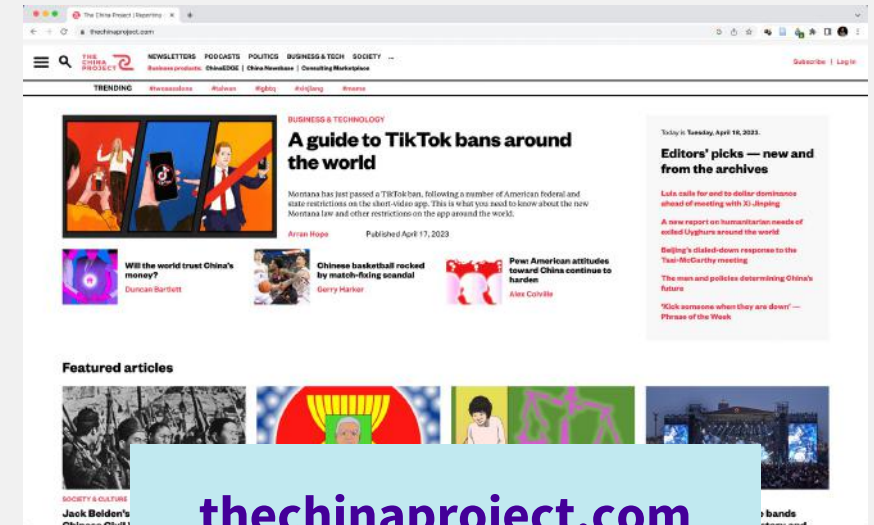 The China Project | Reporting
thechinaproject.com
THE
CHINA
PROJECT
NEWSLETTERS PODCASTS POLITICS BUSINESS & TECH SOCIETY ...
Business products: ChinaEDGE | China Newsbase | Consulting Marketplace
Subscribe | Log In
TRENDING #twosessions #taiwan #lgbtq #xinjiang #meme
BUSINESS & TECHNOLOGY
A guide to TikTok bans around
the world
Montana has just passed a TikTok ban, following a number of American federal and
state restrictions on the short-video app. This is what you need to know about the new
Montana law and other restrictions on the app around the world.
Arran Hope Published April 17, 2023
TikTok
Will the world trust China's
money?
Duncan Bartlett
Chinese basketball rocked
by match-fixing scandal
Gerry Harker
Pew: American attitudes
toward China continue to
harden
Alex Colville
Today is Tuesday, April 18, 2023.
Editors' picks — new and
from the archives
Lula calls for end to dollar dominance
ahead of meeting with Xi Jinping
A new report on humanitarian needs of
exiled Uyghurs around the world
Beijing's dialed-down response to the
Tsai-McCarthy meeting
The men and policies determining China's
future
'Kick someone when they are down' —
Phrase of the Week
Featured articles
SOCIETY & CULTURE
Jack Belden's
bands
thechinaproject.com